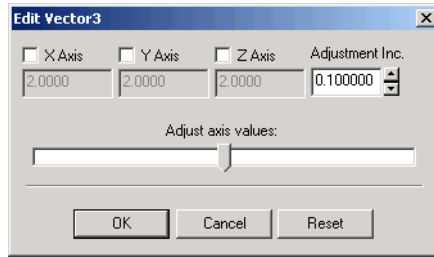 Edit Vector3
X Axis Y Axis Z Axis Adjustment Inc.
2.0000 2.0000 2.0000 0.100000
Adjust axis values:
OK Cancel Reset